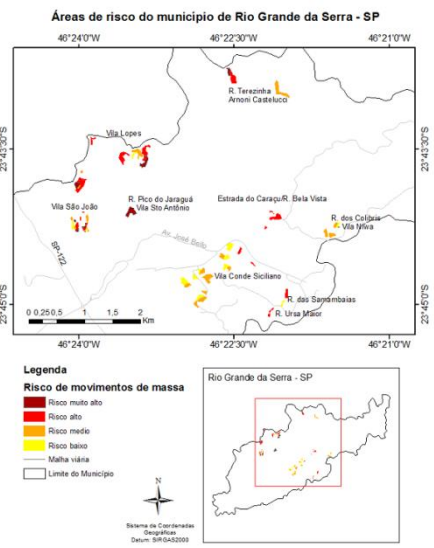 Áreas de risco do municipio de Rio Grande da Serra - SP
46°24'0"W
46°22'30"W
46°21'0"W
R. Terezinha
Arnoni Casteluci
Vila Lopes
23°43'30"S
23°43'30"S
Vila São João
R. Pico do Jaraguá
Vila Sto Antônio
Estrada do Caraçu/R. Bela Vista
R. dos Colibris
Vila Niwa
Av. José Bello
SP-122
Vila Conde Siciliano
R. das Samambaias
R. Ursa Maior
23°45'0"S
23°45'0"S
0 0,25 0,5 1 1,5 2
Km
46°24'0"W
46°22'30"W
46°21'0"W
Legenda
Risco de movimentos de massa
Risco muito alto
Risco alto
Risco medio
Risco baixo
Malha viária
Limite do Município
N
Sistema de Coordenadas
Geográficas
Datum: SIRGAS2000
Rio Grande da Serra - SP